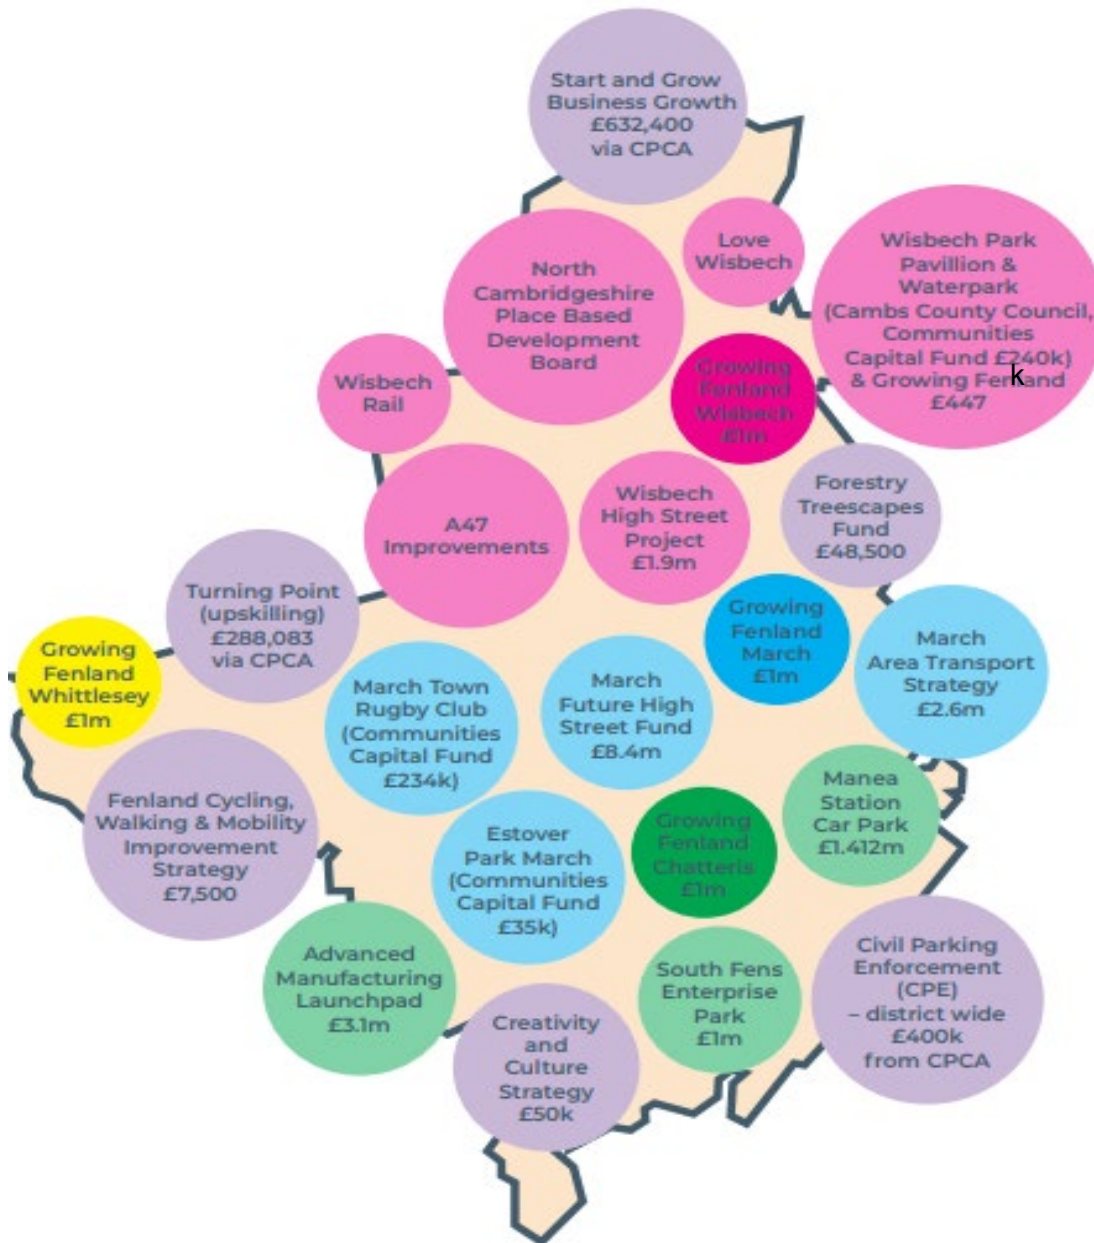 Start and Grow
Business Growth
£632,400
via CPCA
Love
Wisbech
Wisbech Park
Pavillion &
Waterpark
(Cambs County Council,
Communities
Capital Fund £240k)
& Growing Fenland
£447
k
North
Cambridgeshire
Place Based
Development
Board
Wisbech
Rail
Growing
Fenland
Wisbech
£1m
A47
Improvements
Wisbech
High Street
Project
£1.9m
Forestry
Treescapes
Fund
£48,500
Turning Point
(upskilling)
£288,083
via CPCA
Growing
Fenland
Whittlesey
£1m
Growing
Fenland
March
£1m
March
Area Transport
Strategy
£2.6m
March Town
Rugby Club
(Communities
Capital Fund
£234k)
March
Future High
Street Fund
£8.4m
Fenland Cycling,
Walking & Mobility
Improvement
Strategy
£7,500
Estover
Park March
(Communities
Capital Fund
£35k)
Growing
Fenland
Chatteris
£1m
Manea
Station
Car Park
£1.412m
Advanced
Manufacturing
Launchpad
£3.1m
Creativity
and
Culture
Strategy
£50k
South Fens
Enterprise
Park
£1m
Civil Parking
Enforcement
(CPE)
– district wide
£400k
from CPCA